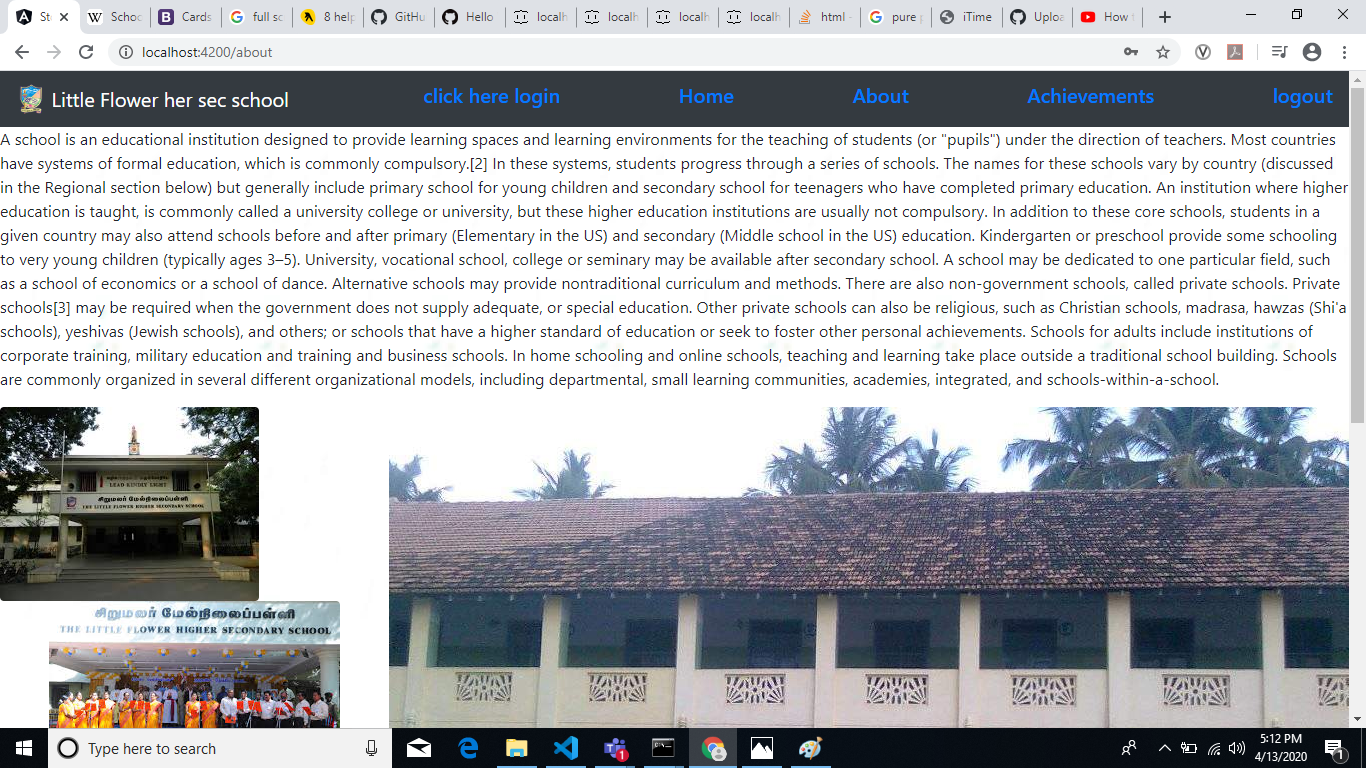 St
Schoo
Cards
full sc
8 help
GitHu
Hello
localh
localh
localh
localh
html -
pure p
iTime
Uploa
How t
localhost:4200/about
Little Flower her sec school
click here login
Home
About
Achievements
logout
A school is an educational institution designed to provide learning spaces and learning environments for the teaching of students (or "pupils") under the direction of teachers. Most countries
have systems of formal education, which is commonly compulsory.[2] In these systems, students progress through a series of schools. The names for these schools vary by country (discussed
in the Regional section below) but generally include primary school for young children and secondary school for teenagers who have completed primary education. An institution where higher
education is taught, is commonly called a university college or university, but these higher education institutions are usually not compulsory. In addition to these core schools, students in a
given country may also attend schools before and after primary (Elementary in the US) and secondary (Middle school in the US) education. Kindergarten or preschool provide some schooling
to very young children (typically ages 3–5). University, vocational school, college or seminary may be available after secondary school. A school may be dedicated to one particular field, such
as a school of economics or a school of dance. Alternative schools may provide nontraditional curriculum and methods. There are also non-government schools, called private schools. Private
schools[3] may be required when the government does not supply adequate, or special education. Other private schools can also be religious, such as Christian schools, madrasa, hawzas (Shi'a
schools), yeshivas (Jewish schools), and others; or schools that have a higher standard of education or seek to foster other personal achievements. Schools for adults include institutions of
corporate training, military education and training and business schools. In home schooling and online schools, teaching and learning take place outside a traditional school building. Schools
are commonly organized in several different organizational models, including departmental, small learning communities, academies, integrated, and schools-within-a-school.
LEAD KINDLY LIGHT
சிறுமலர் மேல்நிலைப்பள்ளி
THE LITTLE FLOWER HIGHER SECONDARY SCHOOL
சிறுமலர் மேல்நிலைப்பள்ளி
THE LITTLE FLOWER HIGHER SECONDARY SCHOOL
Type here to search
1
5:12 PM
4/13/2020
1